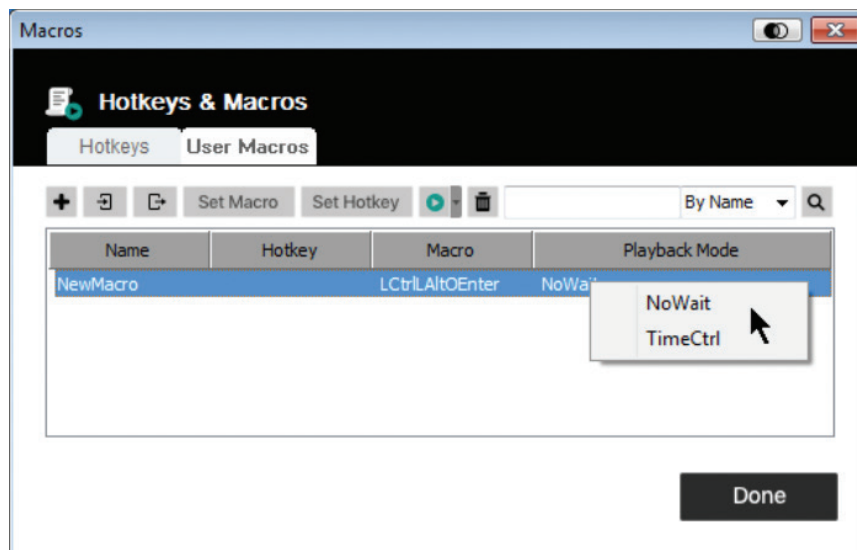 Macros
Hotkeys & Macros
Hotkeys User Macros
Set Macro Set Hotkey By Name
Name Hotkey Macro Playback Mode
NewMacro LCtrlLAltOEnter NoWait
NoWait
TimeCtrl
Done